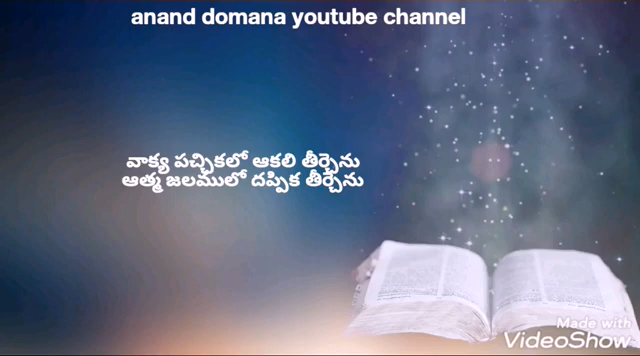 anand domana youtube channel
వాక్య పచ్చికలో ఆకలి తీర్చెను
ఆత్మ జలములో దప్పిక తీర్చెను
Made with
VideoShow